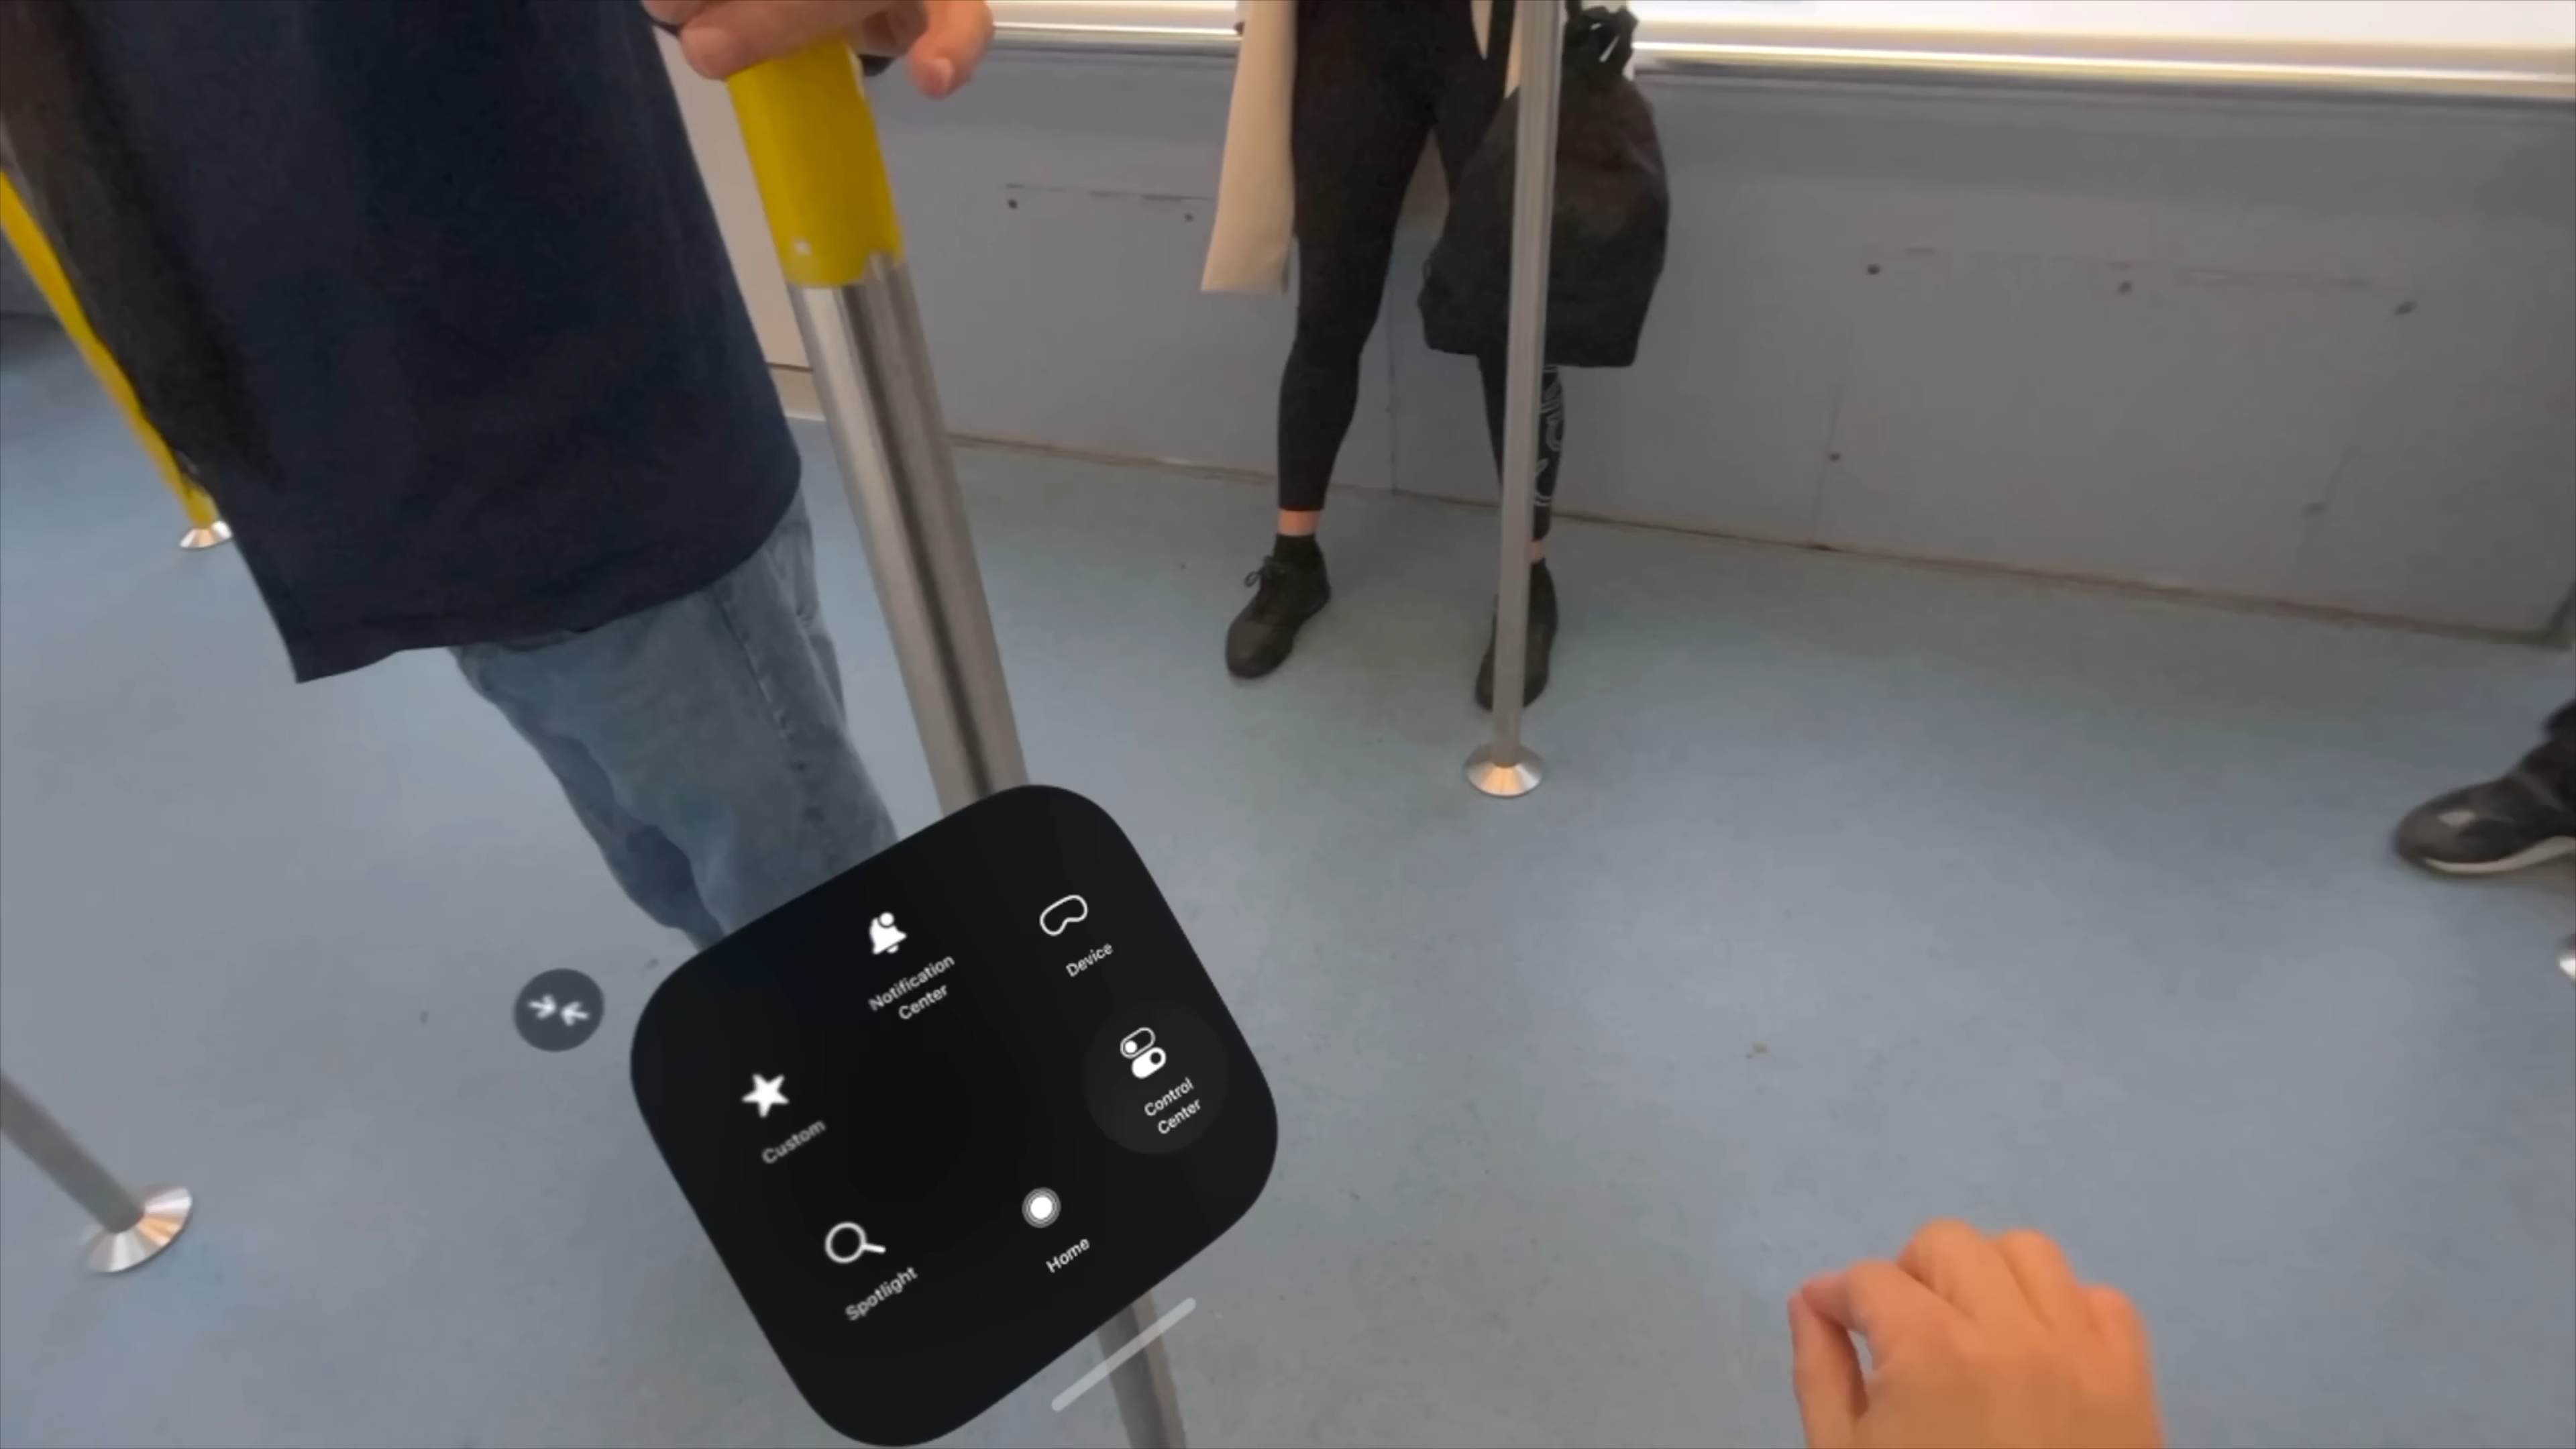 Notification
Center
Device
Custom
Control
Center
Spotlight
Home